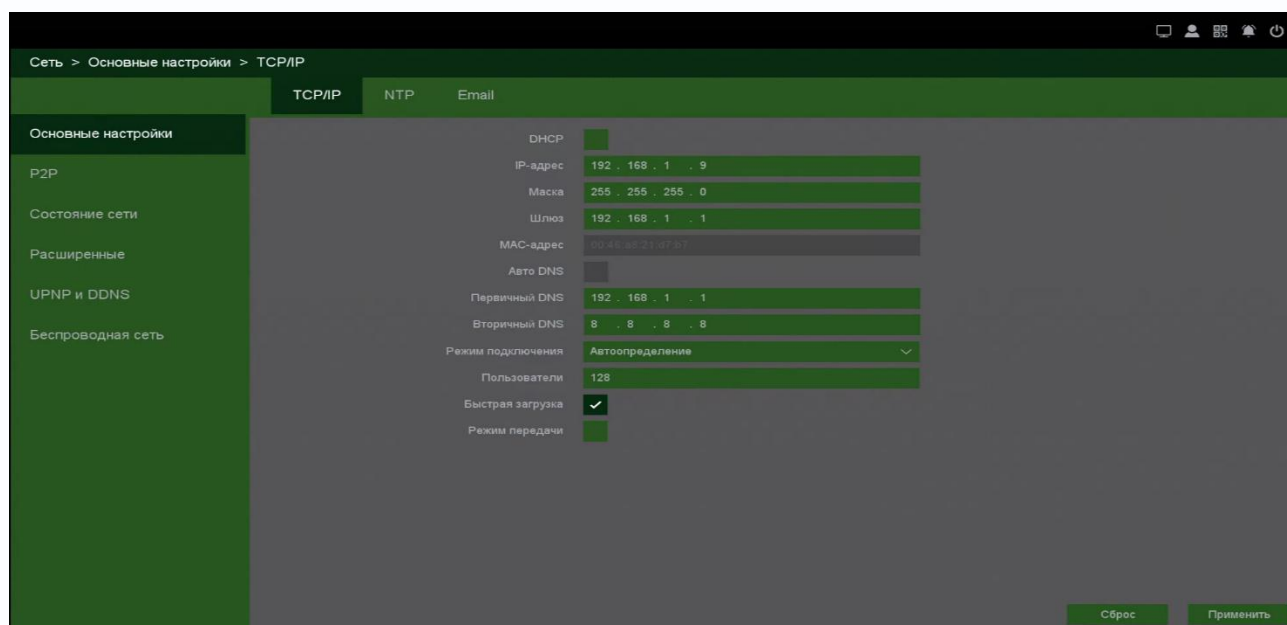 Сеть > Основные настройки > TCP/IP
TCP/IP NTP Email
Основные настройки
P2P
Состояние сети
Расширенные
UPNP и DDNS
Беспроводная сеть
DHCP
IP-адрес 192 . 168 . 1 . 9
Маска 255 . 255 . 255 . 0
Шлюз 192 . 168 . 1 . 1
MAC-адрес
Авто DNS
Первичный DNS 192 . 168 . 1 . 1
Вторичный DNS 8 . 8 . 8 . 8
Режим подключения Автоопределение
Пользователи 128
Быстрая загрузка
Режим передачи
Сброс Применить